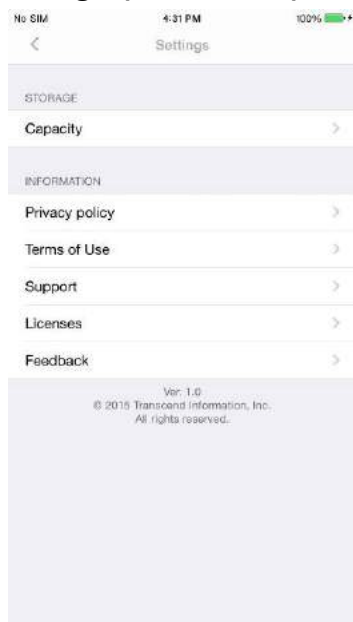 No SIM 4:31 PM 100%
Settings
STORAGE
Capacity
INFORMATION
Privacy policy
Terms of Use
Support
Licenses
Feedback
Ver. 1.0
© 2015 Transcend Information, Inc.
All rights reserved.